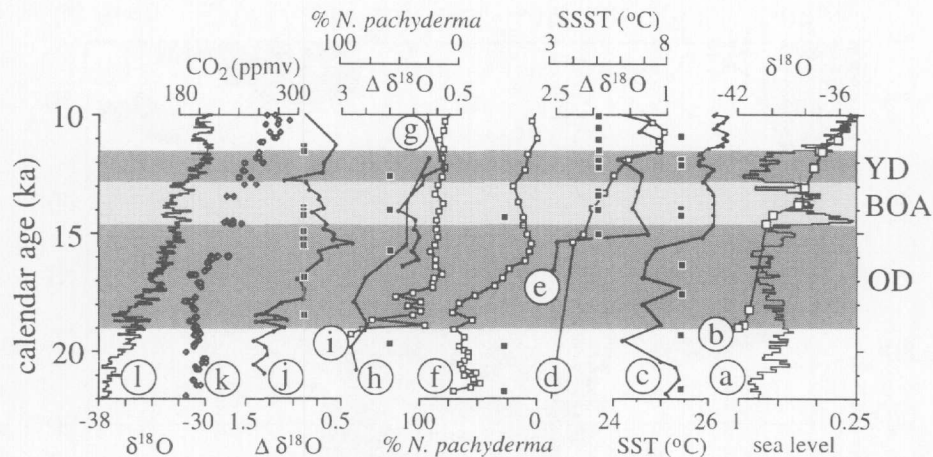 % N. pachyderma SSST (ºC)
100 0 3 8
CO2 (ppmv) Δ δ18O Δ δ18O δ18O
180 300 3 0.5 2.5 1 -42 -36
10
15
20
calendar age (ka)
YD
BOA
OD
g
e
i
b
l k j h f d c a
-38 -30 1.5 0.5 100 0 24 26 1 0.25
δ18O Δ δ18O % N. pachyderma SST (ºC) sea level